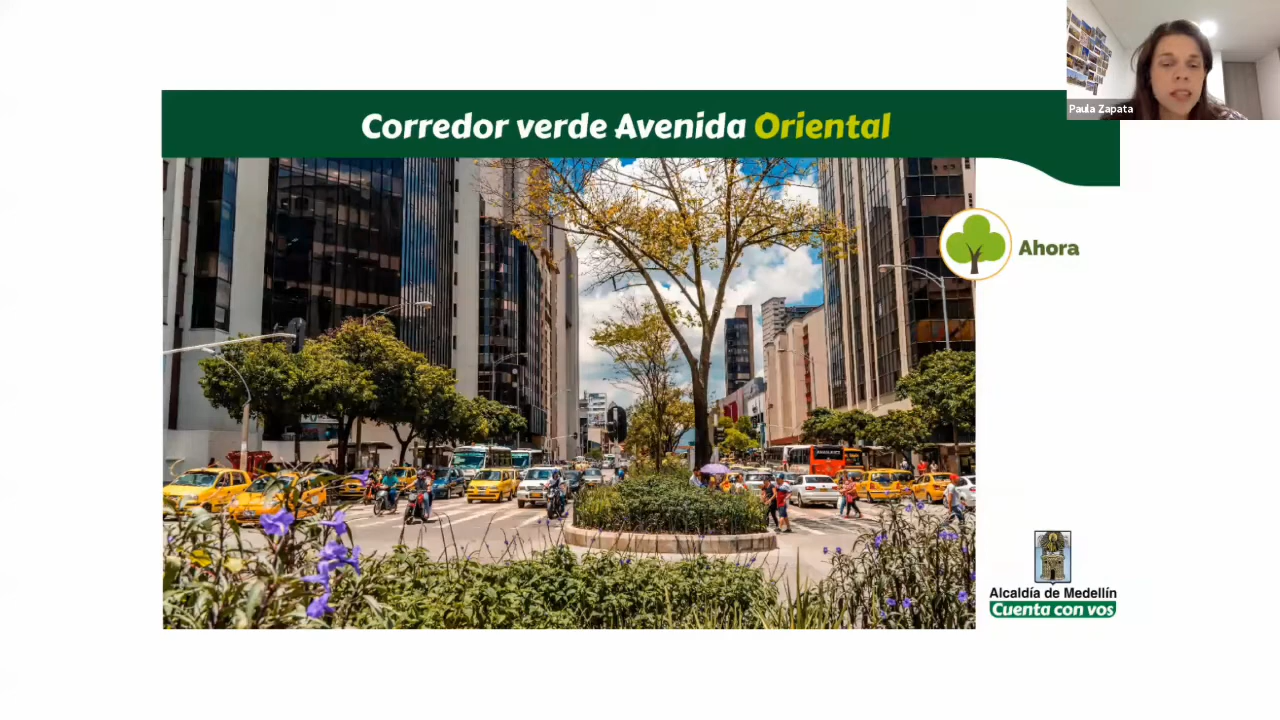 Paula Zapata
Corredor verde Avenida Oriental
Ahora
Alcaldía de Medellín
Cuenta con vos